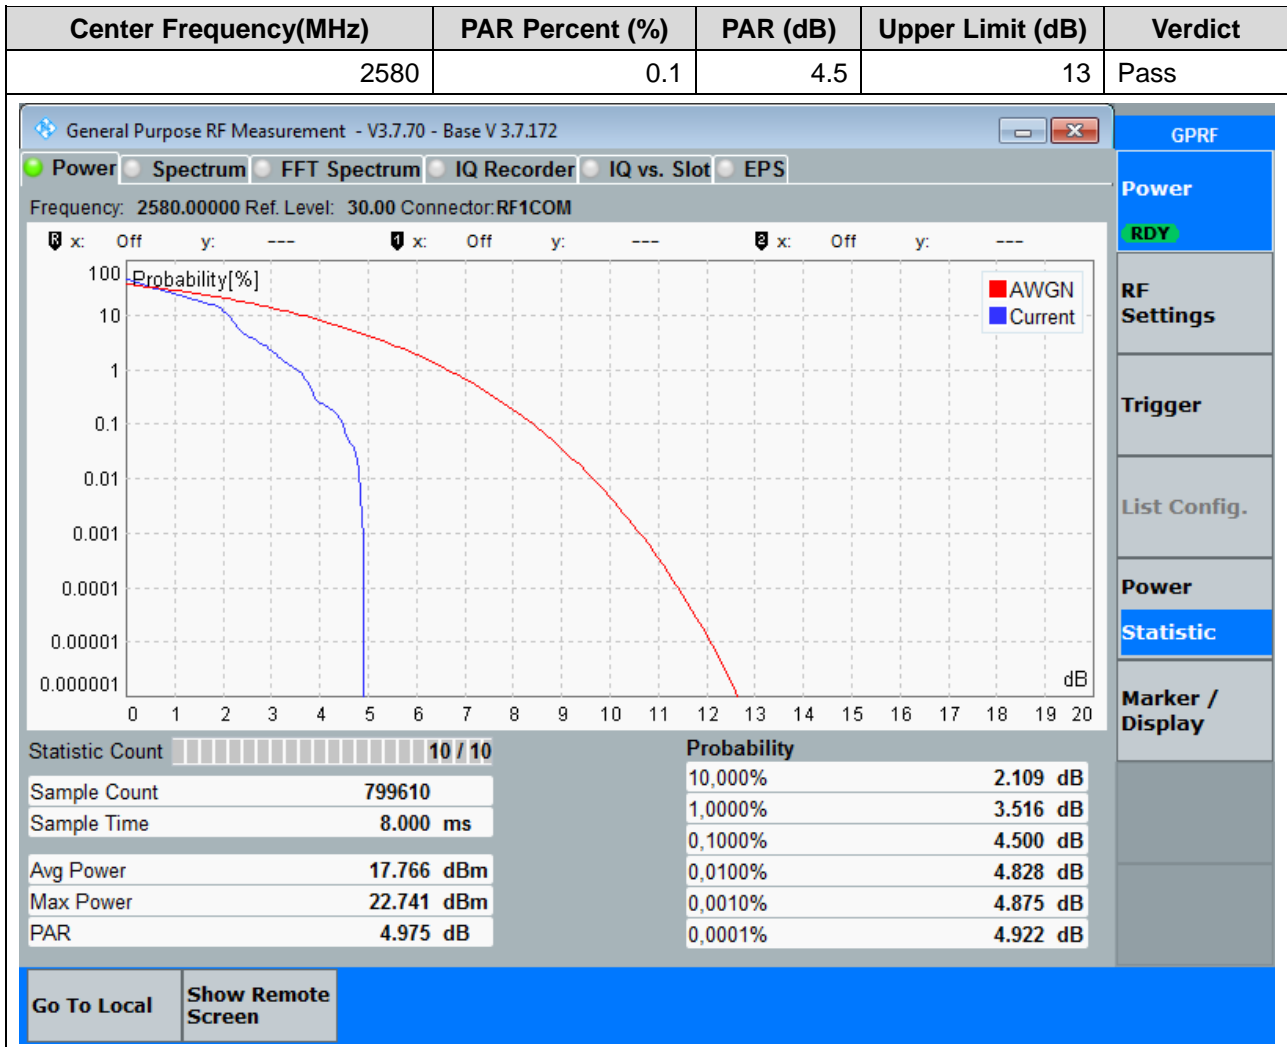 Center Frequency(MHz) PAR Percent (%) PAR (dB) Upper Limit (dB) Verdict
2580 0.1 4.5 13 Pass
General Purpose RF Measurement - V3.7.70 - Base V 3.7.172
GPRF
Power Spectrum FFT Spectrum IQ Recorder IQ vs. Slot EPS
Power
RDY
Frequency: 2580.00000 Ref. Level: 30.00 Connector: RF1COM
R x: Off y: --- 1 x: Off y: --- 2 x: Off y: ---
Probability[%]
AWGN
Current
100
10
1
0.1
0.01
0.001
0.0001
0.00001
0.000001
dB
0 1 2 3 4 5 6 7 8 9 10 11 12 13 14 15 16 17 18 19 20
RF
Settings
Trigger
List Config.
Power
Statistic
Marker /
Display
Statistic Count 10 / 10
Sample Count 799610
Sample Time 8.000 ms
Avg Power 17.766 dBm
Max Power 22.741 dBm
PAR 4.975 dB
Probability
10,000% 2.109 dB
1,0000% 3.516 dB
0,1000% 4.500 dB
0,0100% 4.828 dB
0,0010% 4.875 dB
0,0001% 4.922 dB
Go To Local
Show Remote
Screen